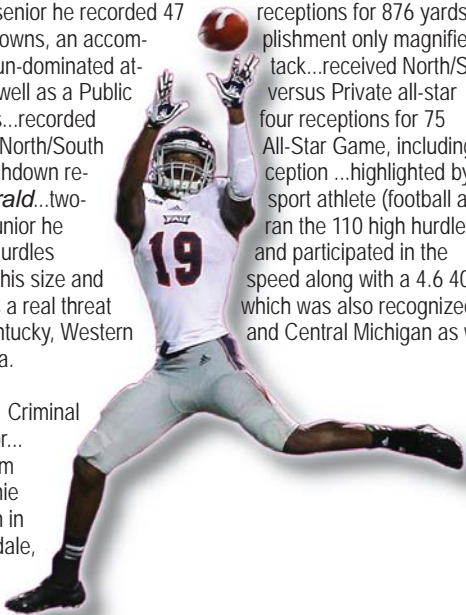 senior he recorded 47 receptions for 876 yards
owns, an accom- plishment only magnifie
un-dominated at- tack...received North/S
well as a Public versus Private all-star
s...recorded four receptions for 75
North/South All-Star Game, including
chdown re- ception ...highlighted by
rald...two- sport athlete (football a
unior he ran the 110 high hurdle
urdles and participated in the
his size and speed along with a 4.6 40
s a real threat which was also recognized
ntucky, Western and Central Michigan as w
a.
Criminal
or...
m
nie
n in
dale,
FAU
19